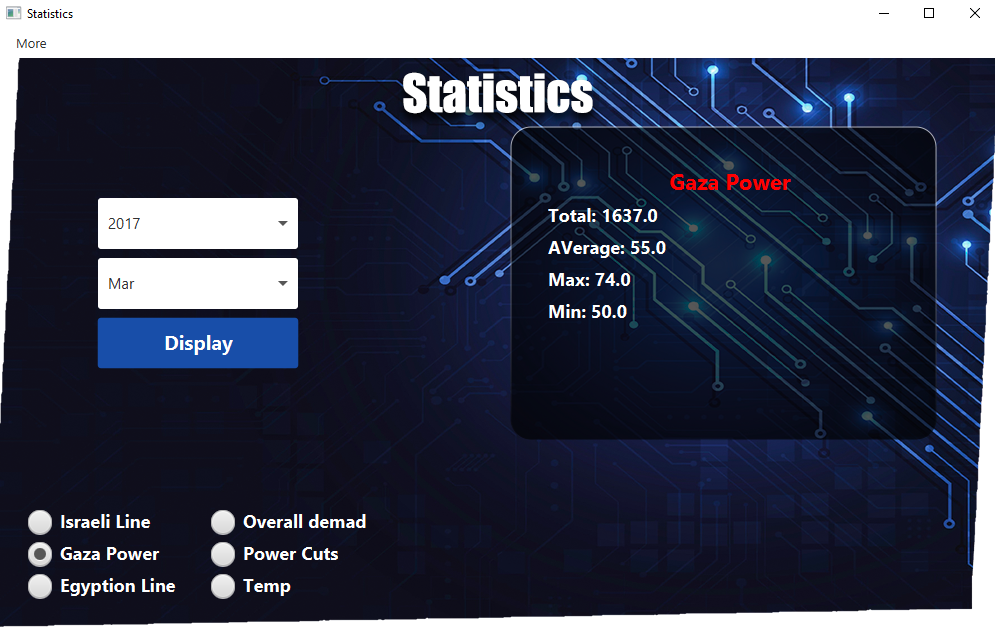 Statistics
More
Statistics
2017
Mar
Display
Gaza Power
Total: 1637.0
AVerage: 55.0
Max: 74.0
Min: 50.0
Israeli Line
Overall demad
Gaza Power
Power Cuts
Egyption Line
Temp